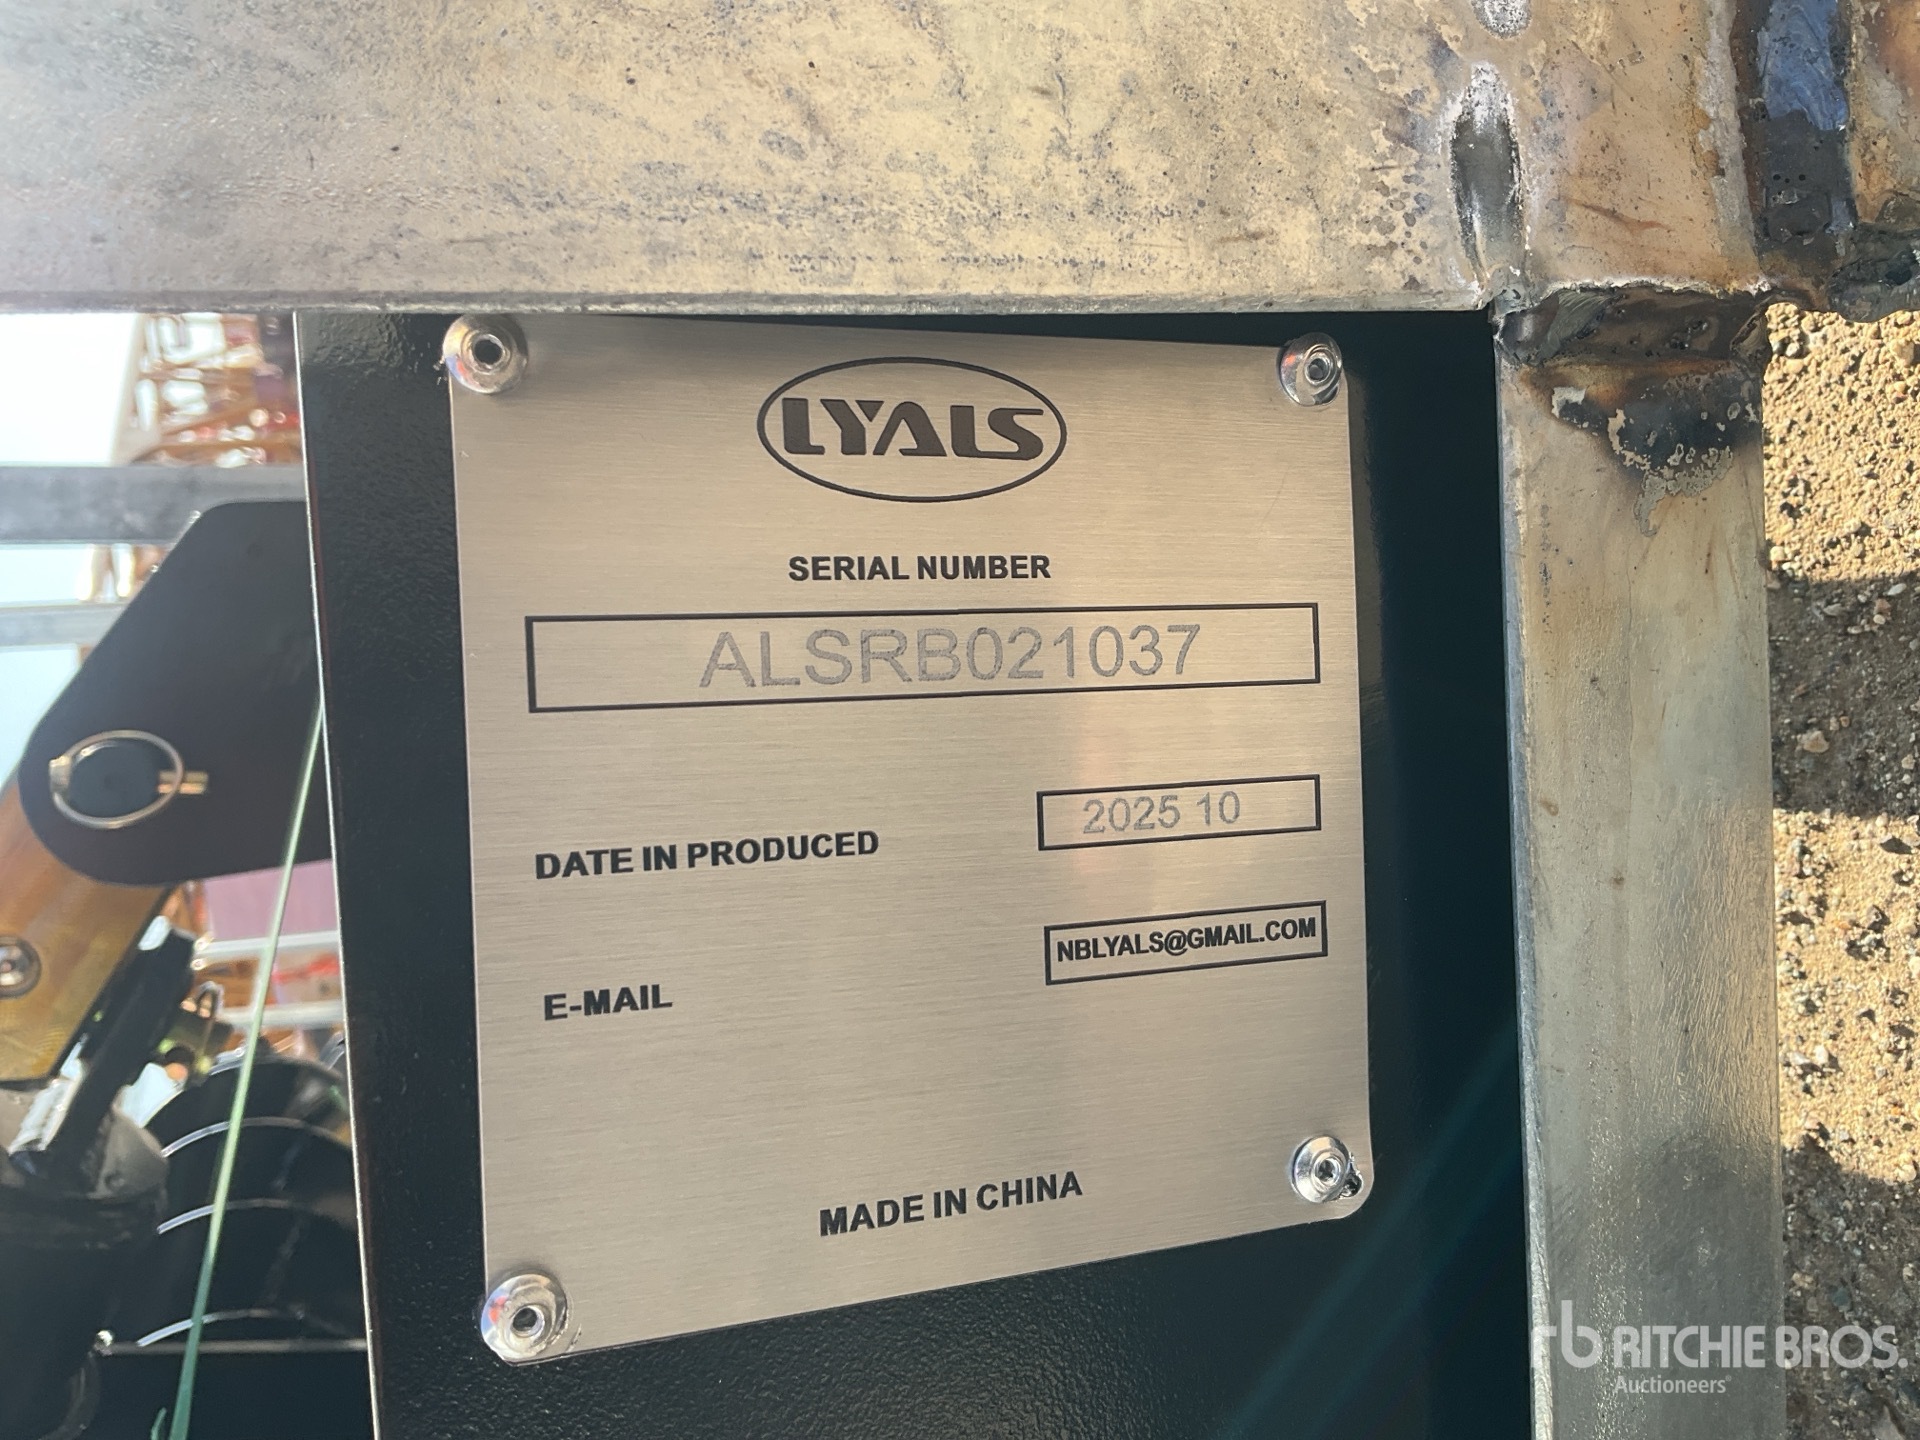 LYALS
SERIAL NUMBER
ALSRB021037
DATE IN PRODUCED
2025 10
E-MAIL
NBLYALS@GMAIL.COM
MADE IN CHINA
rb RITCHIE BROS.
Auctioneers